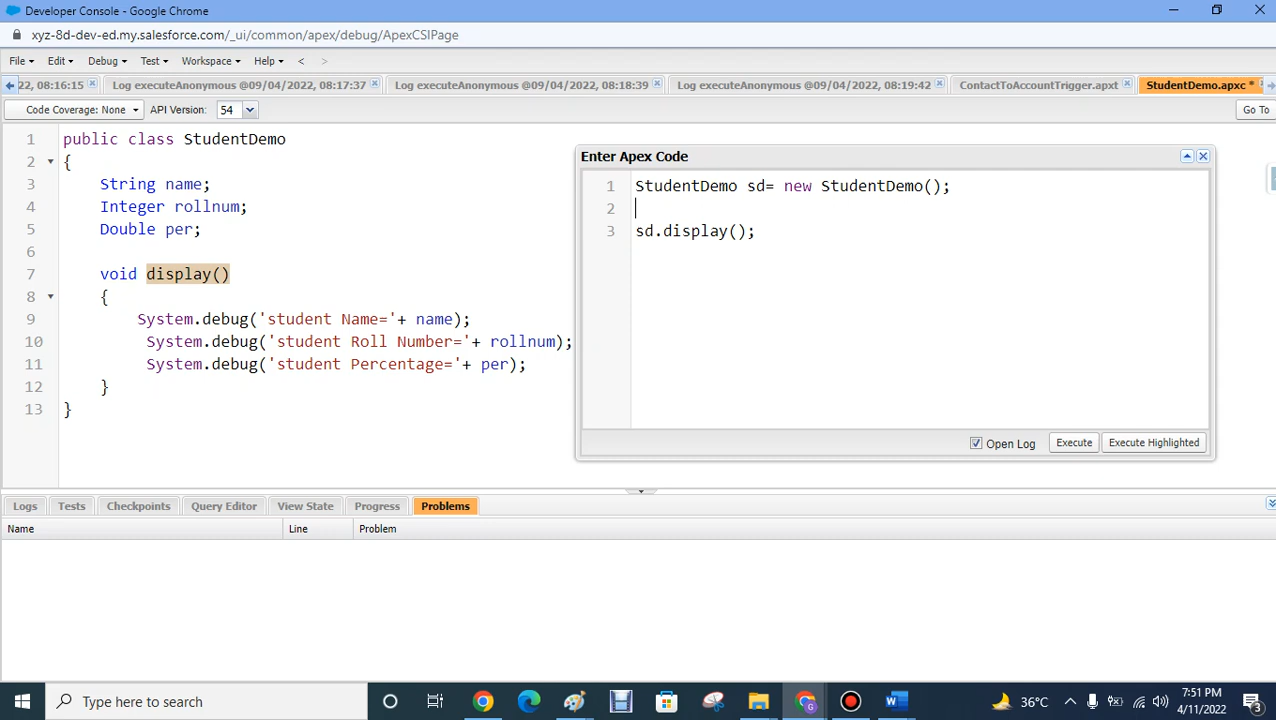 Developer Console - Google Chrome
xyz-8d-dev-ed.my.salesforce.com/_ui/common/apex/debug/ApexCSIPage
File Edit Debug Test Workspace Help < >
22, 08:16:15 Log executeAnonymous @09/04/2022, 08:17:37 Log executeAnonymous @09/04/2022, 08:18:39 Log executeAnonymous @09/04/2022, 08:19:42 ContactToAccountTrigger.apxt StudentDemo.apxc *
Code Coverage: None API Version: 54 Go To
1 public class StudentDemo
2 {
3 String name;
4 Integer rollnum;
5 Double per;
6
7 void display()
8 {
9 System.debug('student Name='+ name);
10 System.debug('student Roll Number='+ rollnum);
11 System.debug('student Percentage='+ per);
12 }
13 }
Enter Apex Code
1 StudentDemo sd= new StudentDemo();
2
3 sd.display();
Open Log Execute Execute Highlighted
Logs Tests Checkpoints Query Editor View State Progress Problems
Name Line Problem
Type here to search
36°C
7:51 PM
4/11/2022
3